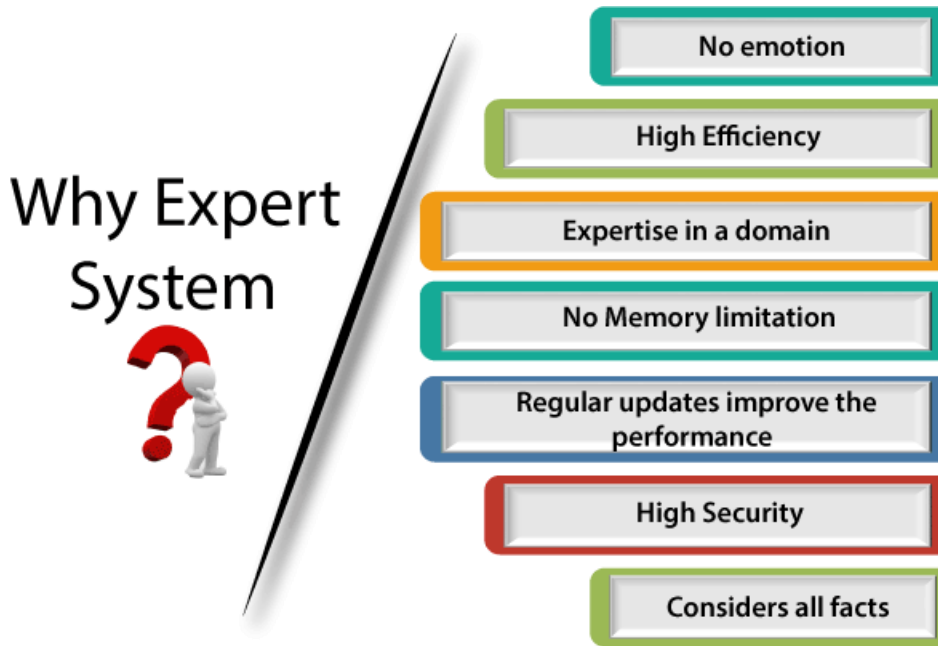 Why Expert
System
No emotion
High Efficiency
Expertise in a domain
No Memory limitation
Regular updates improve the
performance
High Security
Considers all facts